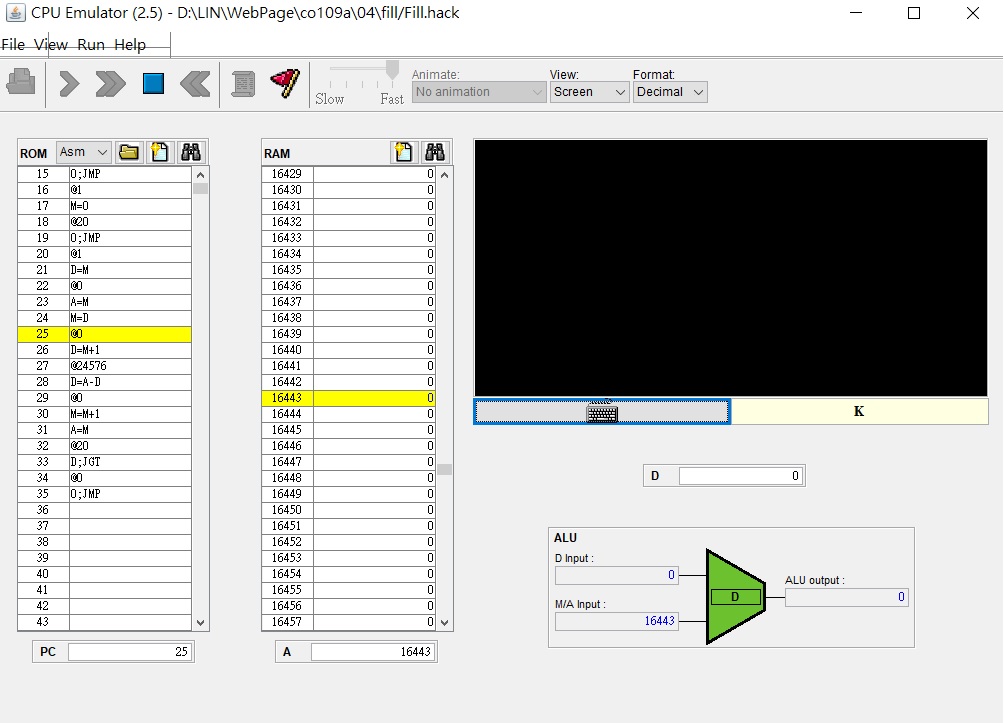 CPU Emulator (2.5) - D:\LIN\WebPage\co109a\04\fill/Fill.hack
File View Run Help
Slow Fast
Animate:
No animation
View:
Screen
Format:
Decimal
ROM Asm
15 0;JMP
16 @1
17 M=0
18 @20
19 0;JMP
20 @1
21 D=M
22 @0
23 A=M
24 M=D
25 @0
26 D=M+1
27 @24576
28 D=A-D
29 @0
30 M=M+1
31 A=M
32 @20
33 D;JGT
34 @0
35 0;JMP
36
37
38
39
40
41
42
43
PC 25
RAM
16429 0
16430 0
16431 0
16432 0
16433 0
16434 0
16435 0
16436 0
16437 0
16438 0
16439 0
16440 0
16441 0
16442 0
16443 0
16444 0
16445 0
16446 0
16447 0
16448 0
16449 0
16450 0
16451 0
16452 0
16453 0
16454 0
16455 0
16456 0
16457 0
A 16443
K
D 0
ALU
D Input :
0
M/A Input :
16443
D
ALU output :
0